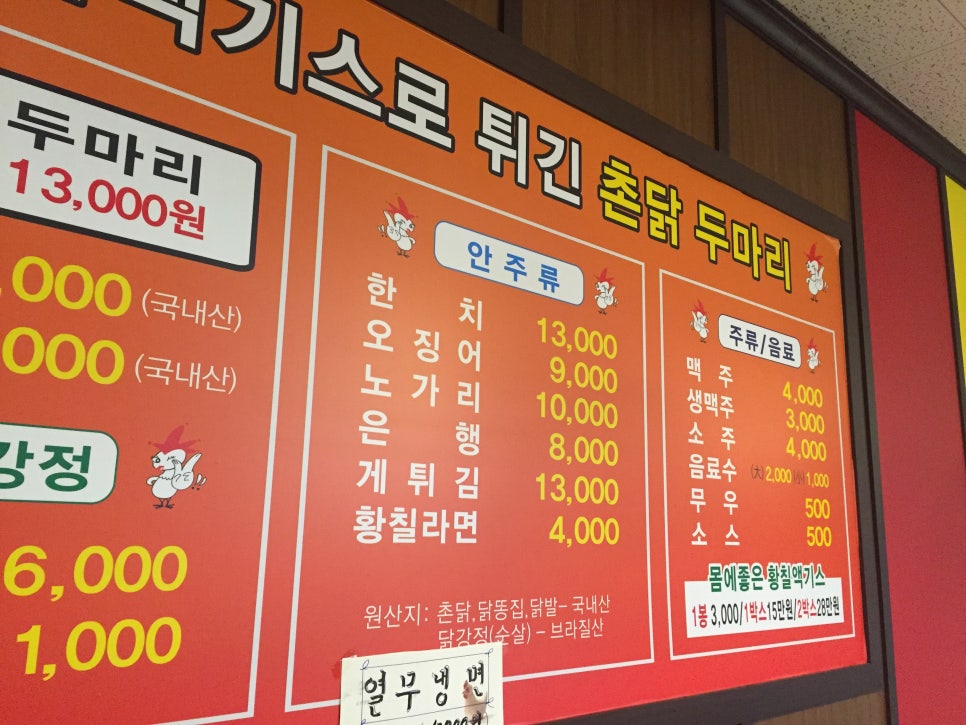 액기스로 튀긴 촌닭 두마리
두마리
13,000원
,000 (국내산)
,000 (국내산)
강정
6,000
1,000
안주류
한치 13,000
오징어 9,000
노가리 10,000
은행 8,000
게튀김 13,000
황칠라면 4,000
원산지: 촌닭,닭똥집,닭발-국내산
닭강정(순살)-브라질산
주류/음료
맥주 4,000
생맥주 3,000
소주 4,000
음료수 (大) 2,000 (小) 1,000
무우 500
소스 500
몸에좋은 황칠액기스
1봉 3,000/1박스15만원/2박스28만원
열무냉면